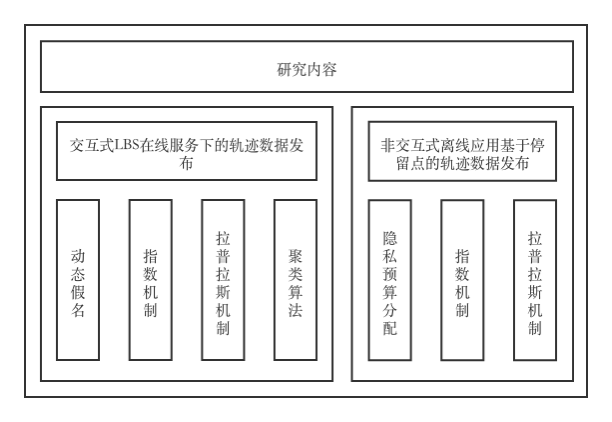 研究内容
交互式LBS在线服务下的轨迹数据发
布
动态假名
指数机制
拉普拉斯机制
聚类算法
非交互式离线应用基于停
留点的轨迹数据发布
隐私预算分配
指数机制
拉普拉斯机制